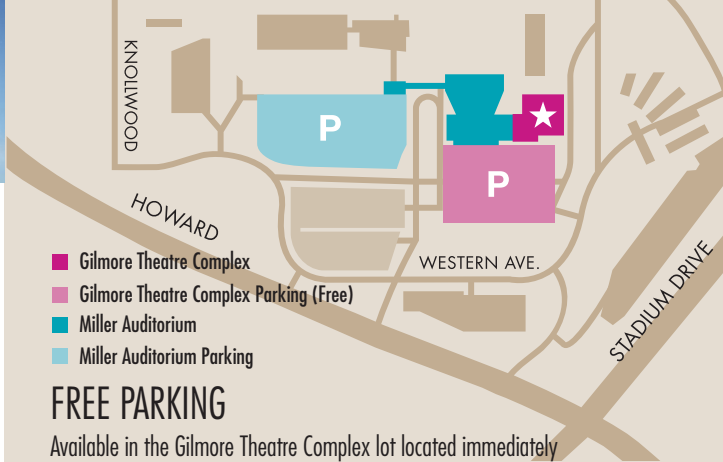 KNOLLWOOD
P
P
HOWARD
WESTERN AVE.
STADIUM DRIVE
Gilmore Theatre Complex
Gilmore Theatre Complex Parking (Free)
Miller Auditorium
Miller Auditorium Parking
FREE PARKING
Available in the Gilmore Theatre Complex lot located immediately